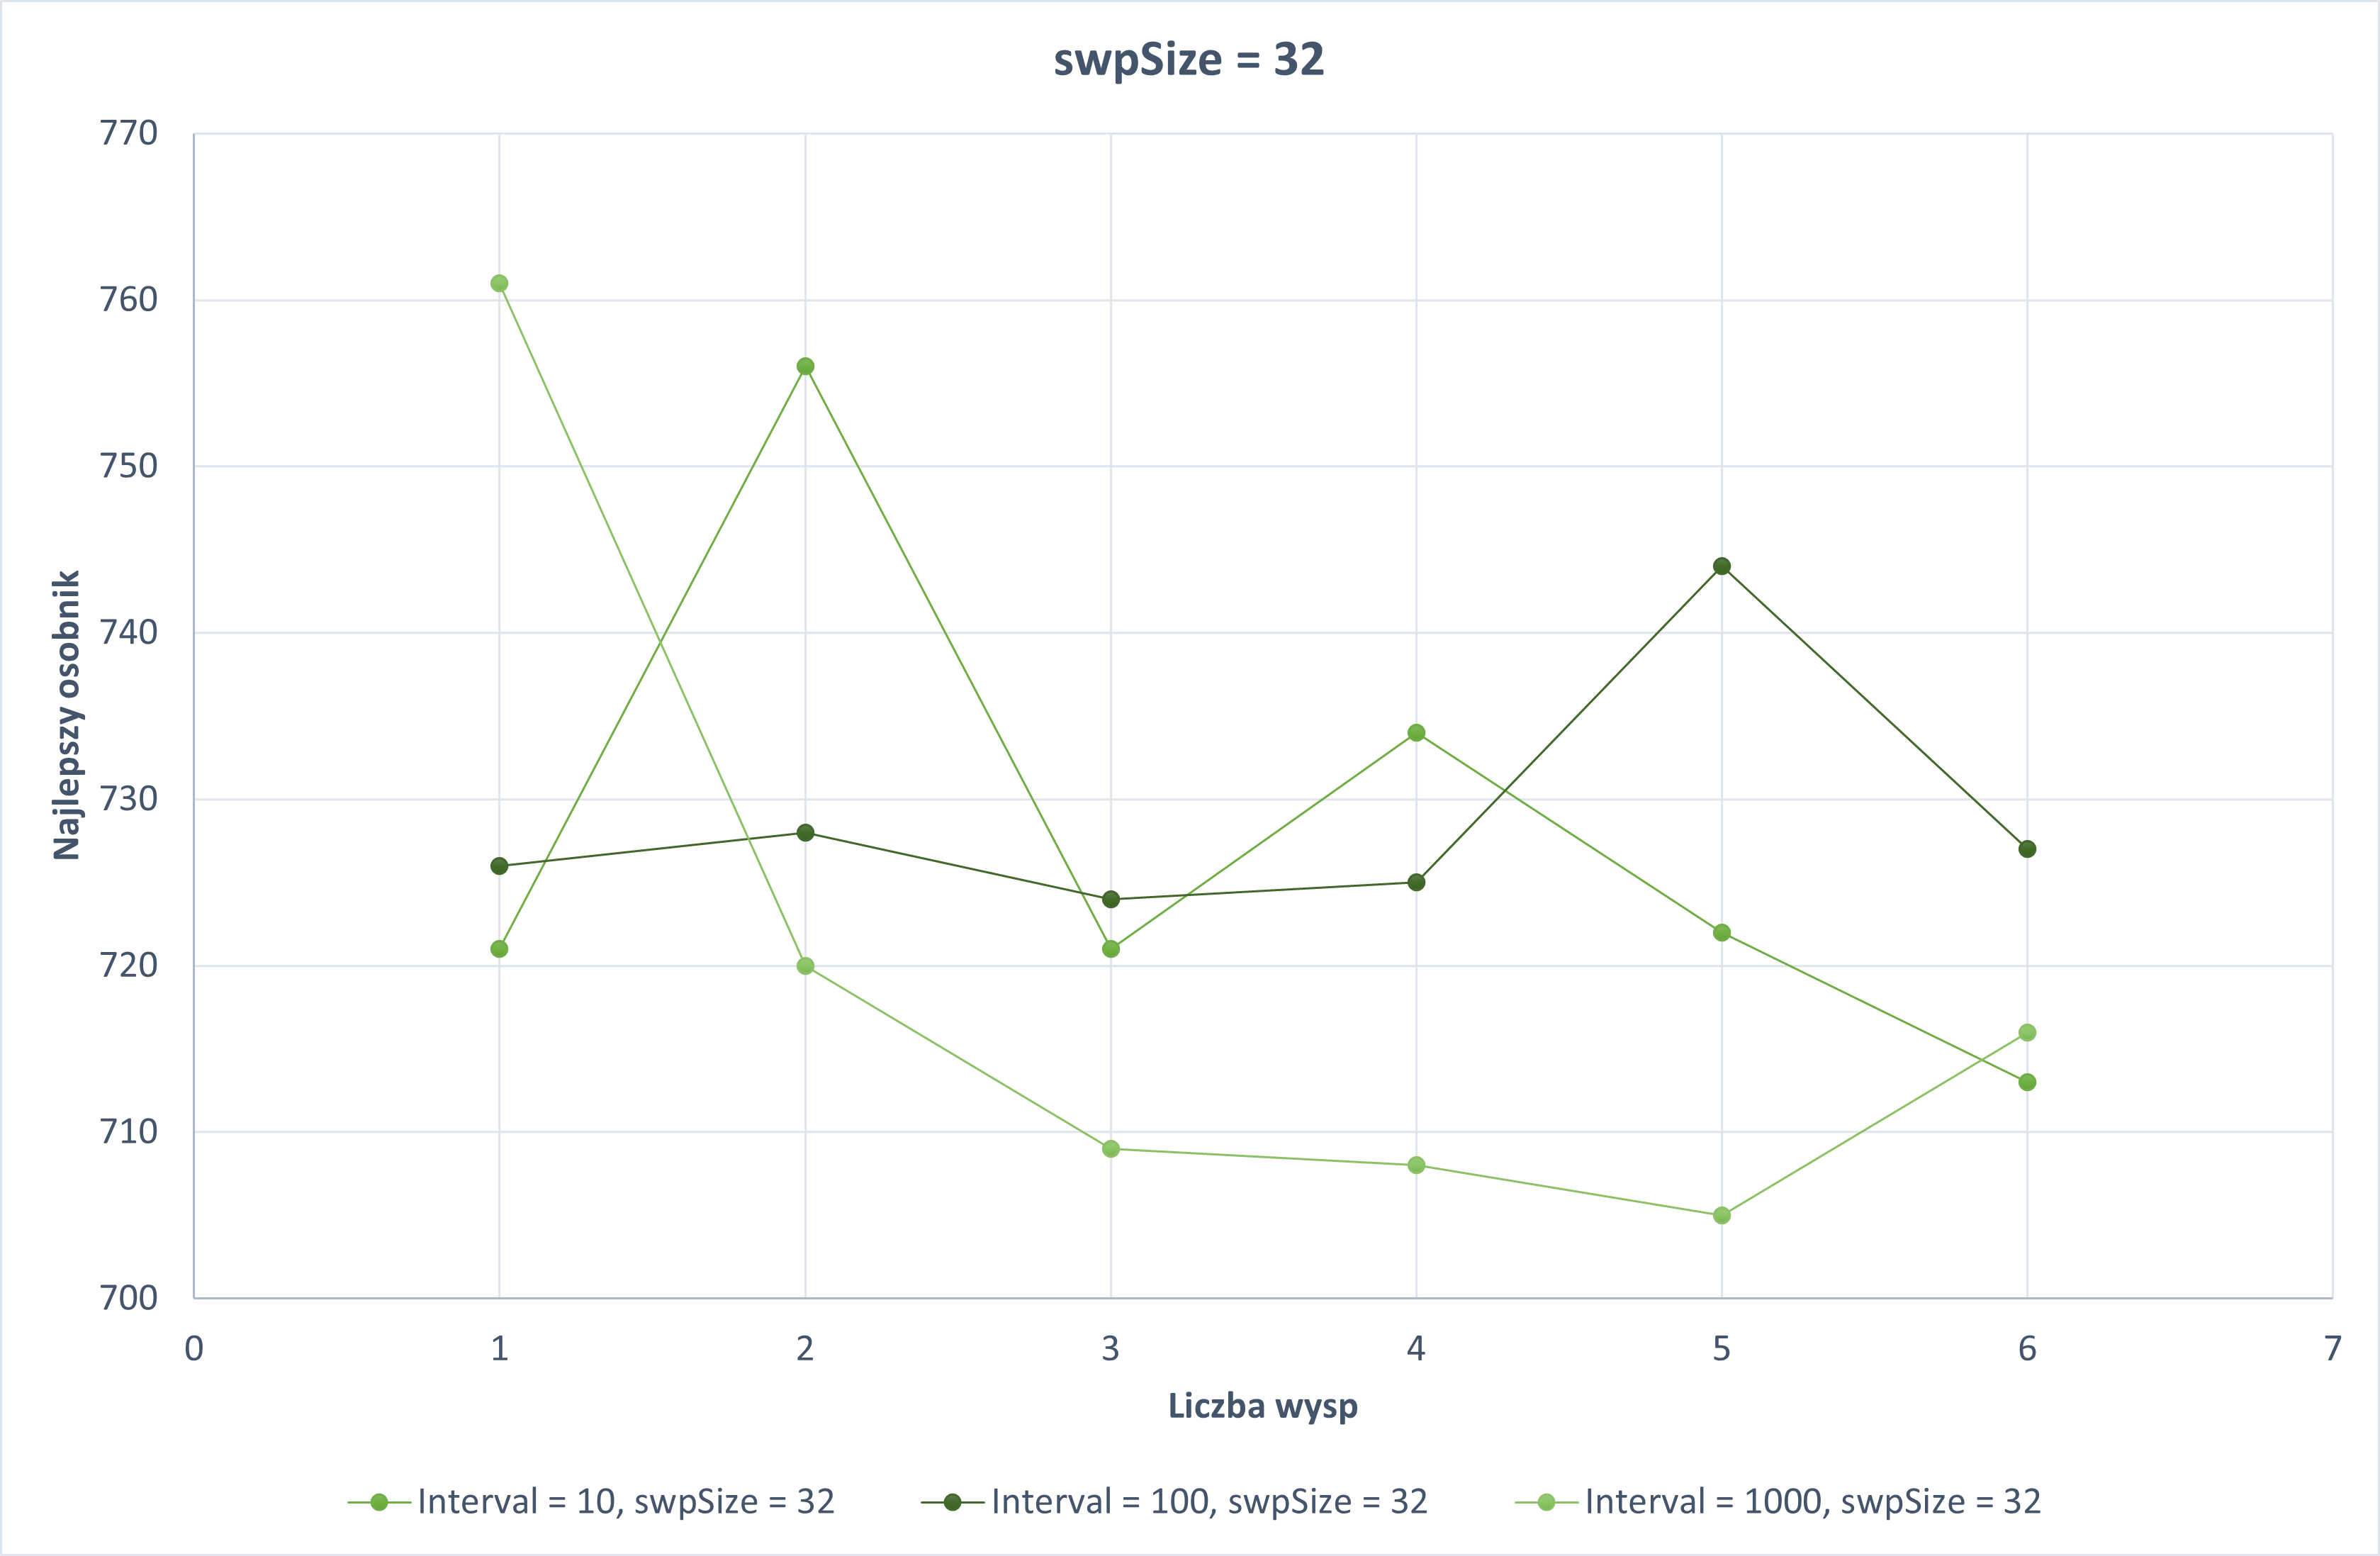 swpSize = 32
770
760
750
740
730
720
710
700
Najlepszy osobnik
0 1 2 3 4 5 6 7
Liczba wysp
Interval = 10, swpSize = 32 Interval = 100, swpSize = 32 Interval = 1000, swpSize = 32